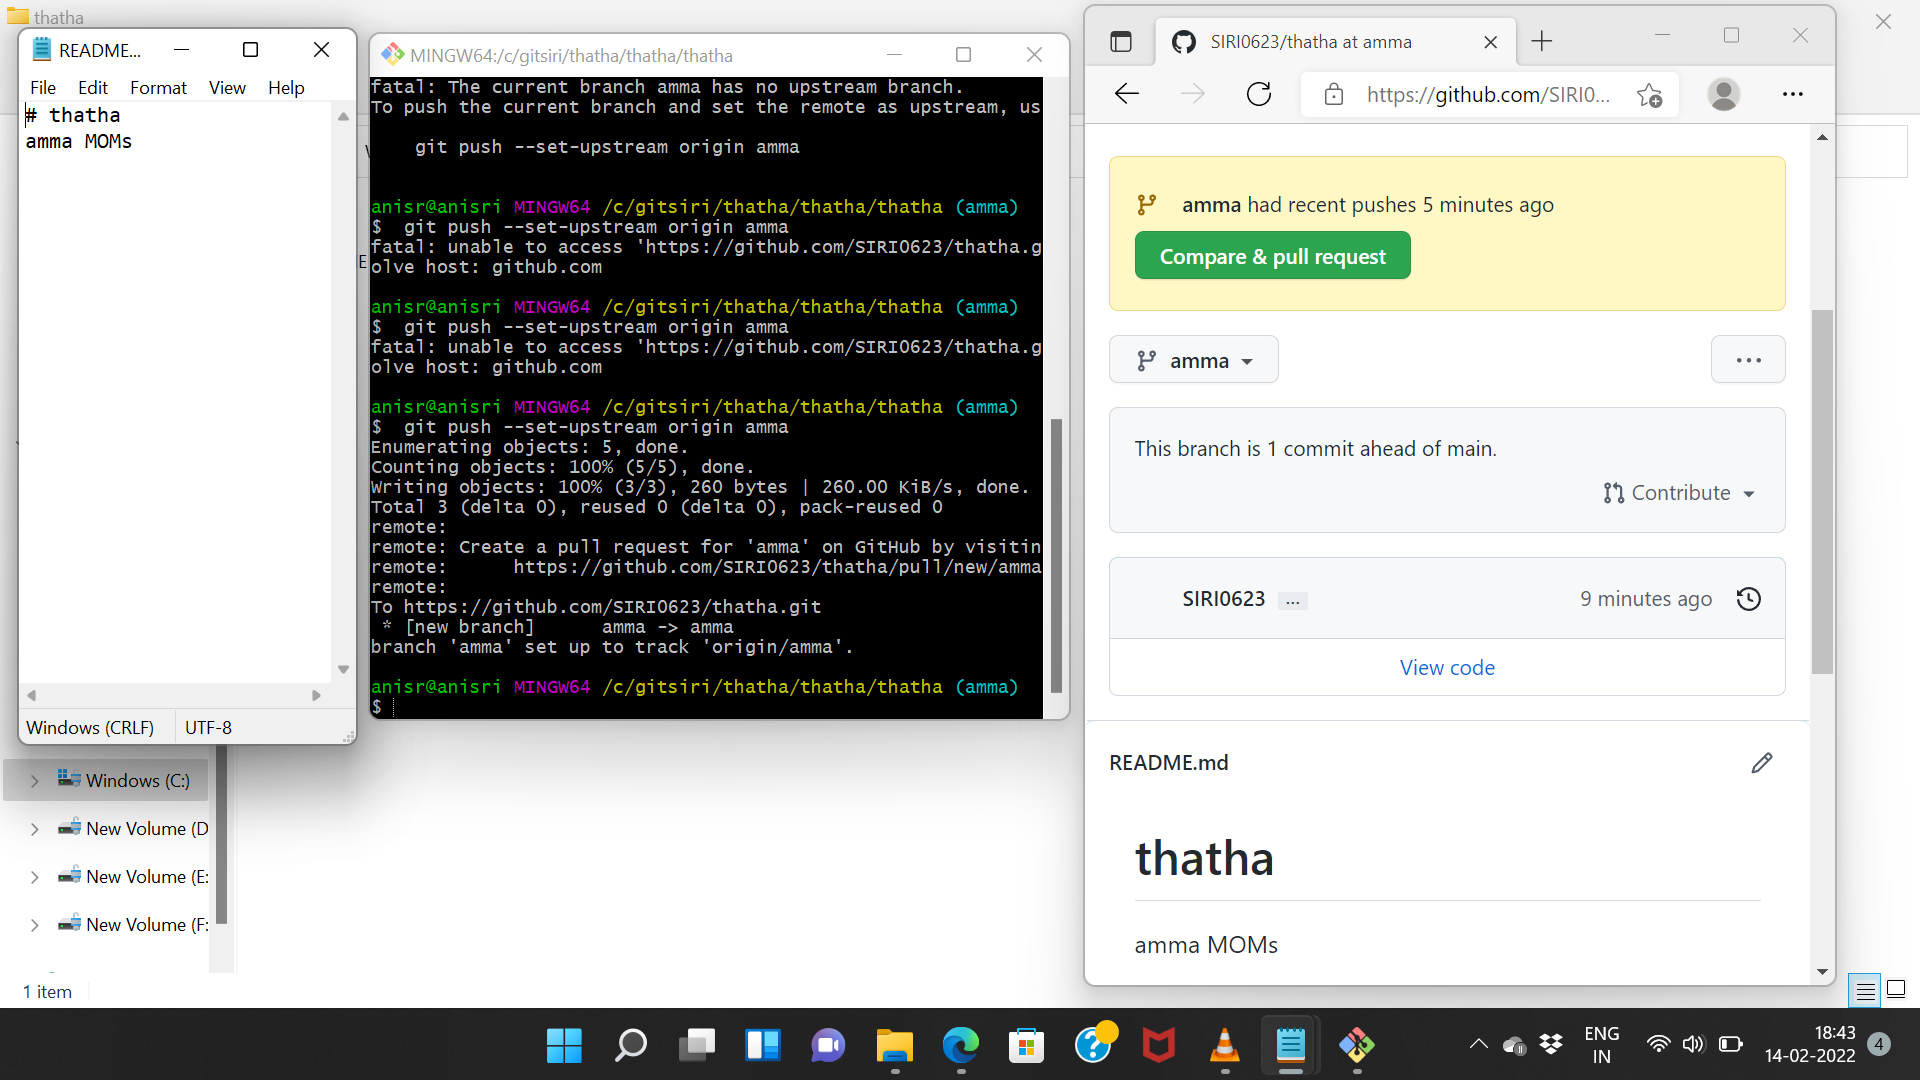 thatha
README...
File Edit Format View Help
# thatha
amma MOMs
Windows (CRLF) UTF-8
Windows (C:)
New Volume (D
New Volume (E:
New Volume (F:
1 item
MINGW64:/c/gitsiri/thatha/thatha/thatha
fatal: The current branch amma has no upstream branch.
To push the current branch and set the remote as upstream, us
git push --set-upstream origin amma
anisr@anisri MINGW64 /c/gitsiri/thatha/thatha/thatha (amma)
$ git push --set-upstream origin amma
fatal: unable to access 'https://github.com/SIRI0623/thatha.g
olve host: github.com
anisr@anisri MINGW64 /c/gitsiri/thatha/thatha/thatha (amma)
$ git push --set-upstream origin amma
fatal: unable to access 'https://github.com/SIRI0623/thatha.g
olve host: github.com
anisr@anisri MINGW64 /c/gitsiri/thatha/thatha/thatha (amma)
$ git push --set-upstream origin amma
Enumerating objects: 5, done.
Counting objects: 100% (5/5), done.
Writing objects: 100% (3/3), 260 bytes | 260.00 KiB/s, done.
Total 3 (delta 0), reused 0 (delta 0), pack-reused 0
remote:
remote: Create a pull request for 'amma' on GitHub by visitin
remote: https://github.com/SIRI0623/thatha/pull/new/amma
remote:
To https://github.com/SIRI0623/thatha.git
* [new branch] amma -> amma
branch 'amma' set up to track 'origin/amma'.
anisr@anisri MINGW64 /c/gitsiri/thatha/thatha/thatha (amma)
$
SIRI0623/thatha at amma
https://github.com/SIRI0...
amma had recent pushes 5 minutes ago
Compare & pull request
amma
This branch is 1 commit ahead of main.
Contribute
SIRI0623 ... 9 minutes ago
View code
README.md
thatha
amma MOMs
ENG
IN
18:43
14-02-2022
4